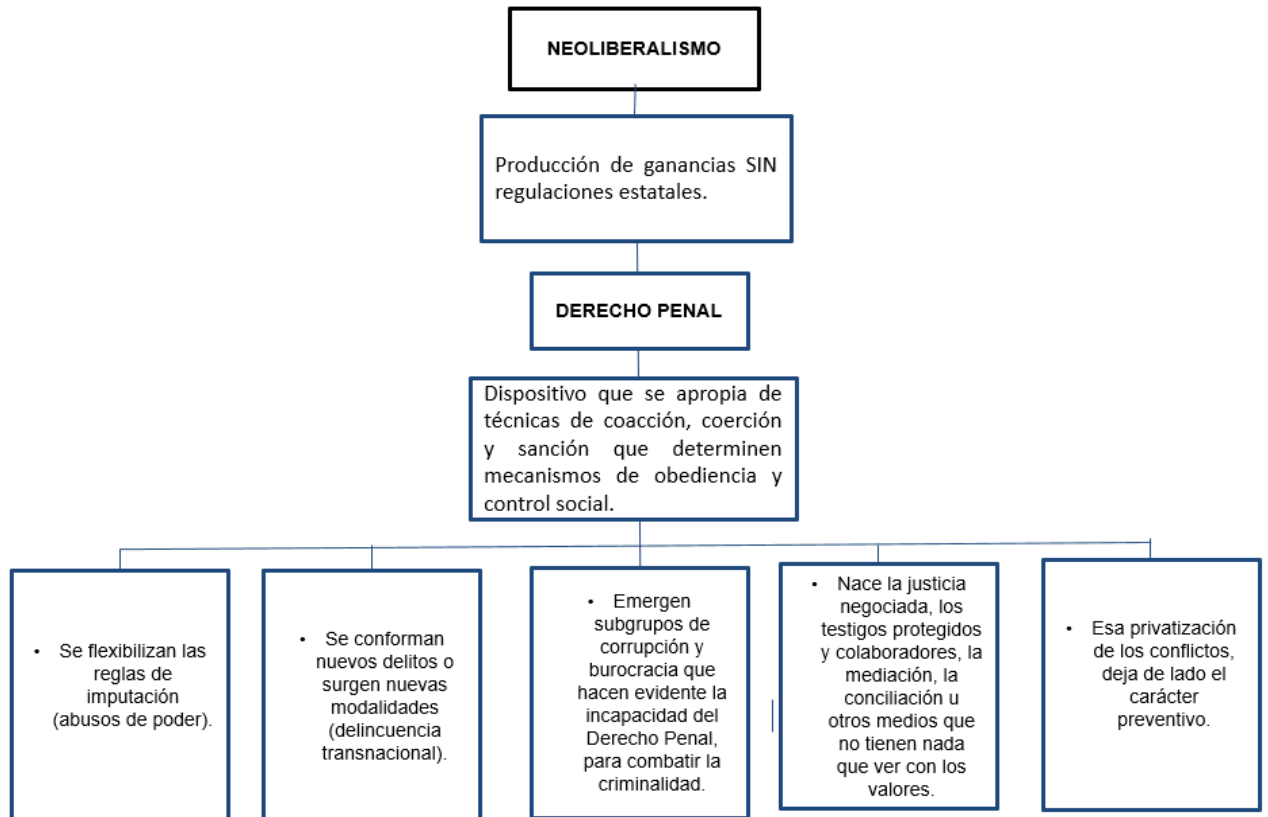 NEOLIBERALISMO
Producción de ganancias SIN
regulaciones estatales.
DERECHO PENAL
Dispositivo que se apropia de
técnicas de coacción, coerción
y sanción que determinen
mecanismos de obediencia y
control social.
• Se flexibilizan las
reglas de
imputación
(abusos de poder).
• Se conforman
nuevos delitos o
surgen nuevas
modalidades
(delincuencia
transnacional).
• Emergen
subgrupos de
corrupción y
burocracia que
hacen evidente la
incapacidad del
Derecho Penal,
para combatir la
criminalidad.
• Nace la justicia
negociada, los
testigos protegidos
y colaboradores, la
mediación, la
conciliación u
otros medios que
no tienen nada
que ver con los
valores.
• Esa privatización
de los conflictos,
deja de lado el
carácter
preventivo.